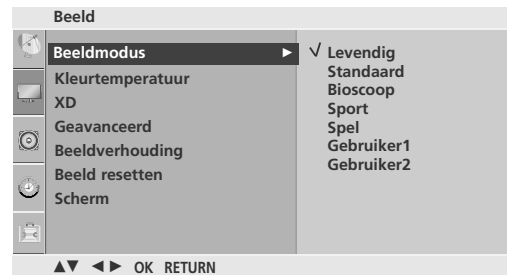 Beeld
Beeldmodus ►
Kleurtemperatuur
XD
Geavanceerd
Beeldverhouding
Beeld resetten
Scherm
√ Levendig
Standaard
Bioscoop
Sport
Spel
Gebruiker1
Gebruiker2
▲▼ ◄► OK RETURN